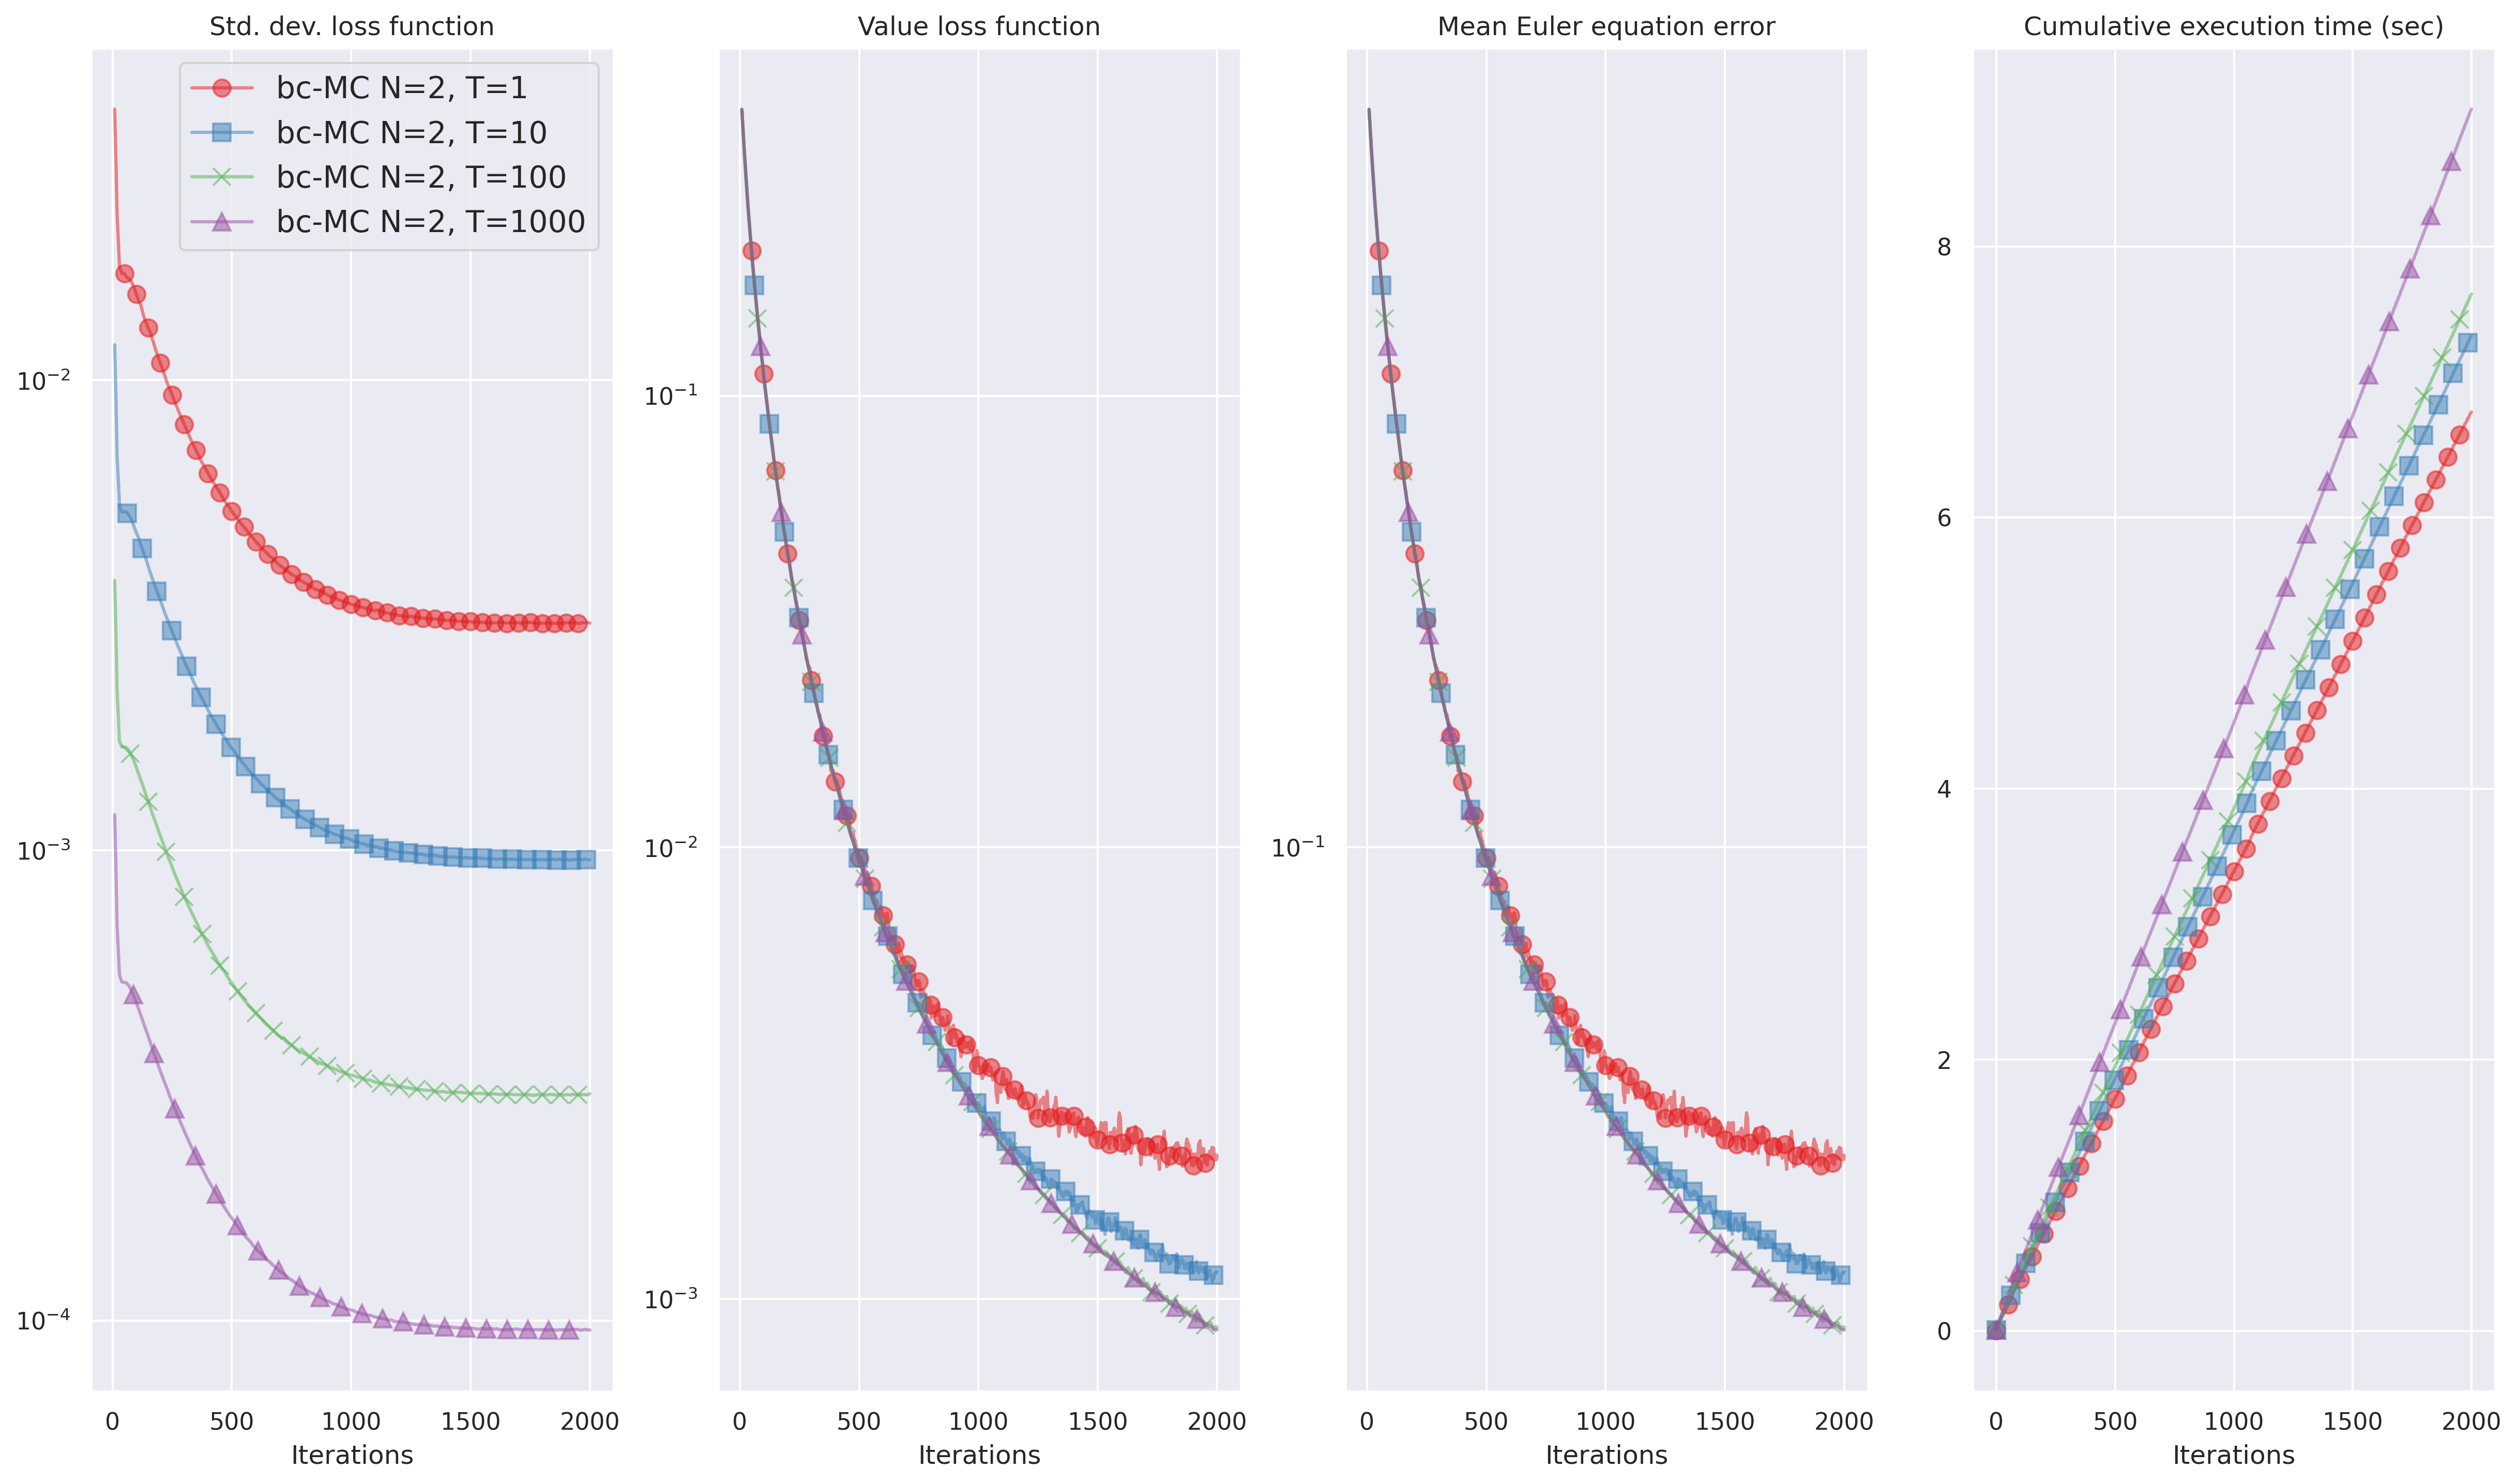 Std. dev. loss function
bc-MC N=2, T=1
bc-MC N=2, T=10
bc-MC N=2, T=100
bc-MC N=2, T=1000
10⁻²
10⁻³
10⁻⁴
0 500 1000 1500 2000
Iterations
Value loss function
10⁻¹
10⁻²
10⁻³
0 500 1000 1500 2000
Iterations
Mean Euler equation error
10⁻¹
0 500 1000 1500 2000
Iterations
Cumulative execution time (sec)
8
6
4
2
0
0 500 1000 1500 2000
Iterations